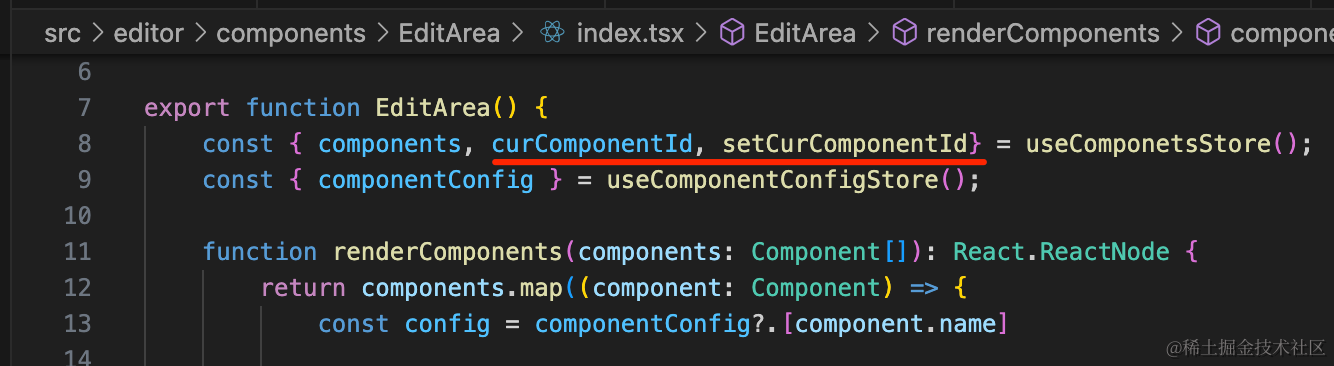 src > editor > components > EditArea > index.tsx > EditArea > renderComponents > compone
6
7 export function EditArea() {
8 const { components, curComponentId, setCurComponentId} = useComponetsStore();
9 const { componentConfig } = useComponentConfigStore();
10
11 function renderComponents(components: Component[]): React.ReactNode {
12 return components.map((component: Component) => {
13 const config = componentConfig?.[component.name]
14
@稀土掘金技术社区